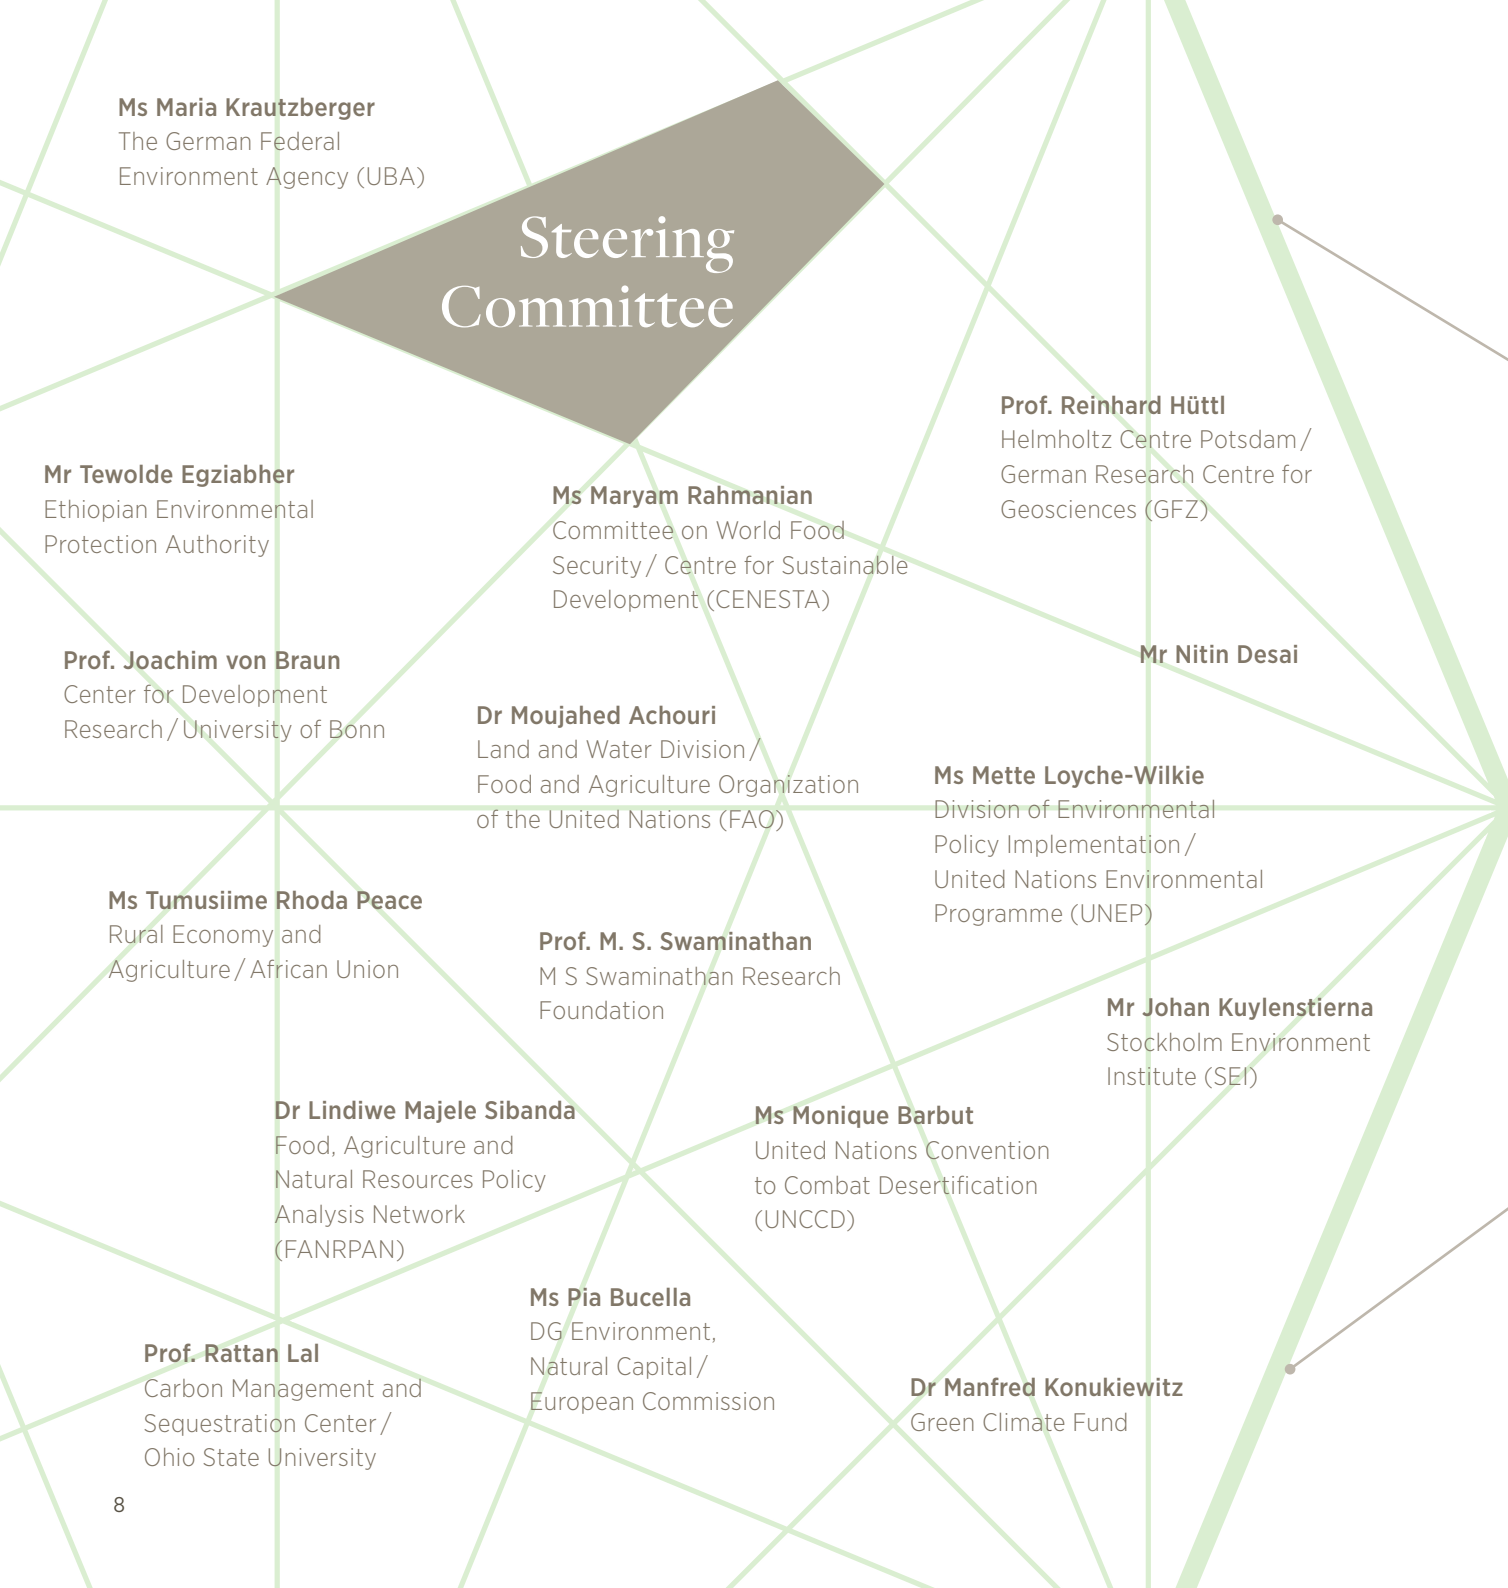 Ms Maria Krautzberger
The German Federal
Environment Agency (UBA)
Steering
Committee
Prof. Reinhard Hüttl
Helmholtz Centre Potsdam /
German Research Centre for
Geosciences (GFZ)
Mr Tewolde Egziabher
Ethiopian Environmental
Protection Authority
Ms Maryam Rahmanian
Committee on World Food
Security / Centre for Sustainable
Development (CENESTA)
Mr Nitin Desai
Prof. Joachim von Braun
Center for Development
Research / University of Bonn
Dr Moujahed Achouri
Land and Water Division /
Food and Agriculture Organization
of the United Nations (FAO)
Ms Mette Loyche-Wilkie
Division of Environmental
Policy Implementation /
United Nations Environmental
Programme (UNEP)
Ms Tumusiime Rhoda Peace
Rural Economy and
Agriculture / African Union
Prof. M. S. Swaminathan
M S Swaminathan Research
Foundation
Mr Johan Kuylenstierna
Stockholm Environment
Institute (SEI)
Dr Lindiwe Majele Sibanda
Food, Agriculture and
Natural Resources Policy
Analysis Network
(FANRPAN)
Ms Monique Barbut
United Nations Convention
to Combat Desertification
(UNCCD)
Ms Pia Bucella
DG Environment,
Natural Capital /
European Commission
Prof. Rattan Lal
Carbon Management and
Sequestration Center /
Ohio State University
Dr Manfred Konukiewitz
Green Climate Fund
8